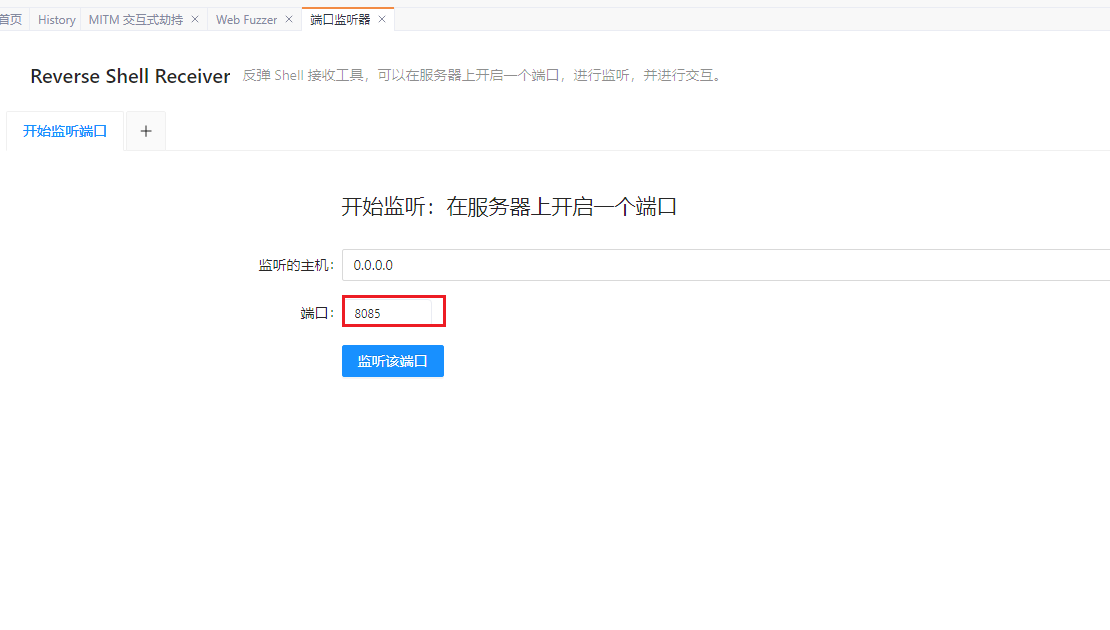 首页 History MITM 交互式劫持 × Web Fuzzer × 端口监听器 ×
Reverse Shell Receiver 反弹 Shell 接收工具，可以在服务器上开启一个端口，进行监听，并进行交互。
开始监听端口 +
开始监听：在服务器上开启一个端口
监听的主机： 0.0.0.0
端口： 8085
监听该端口